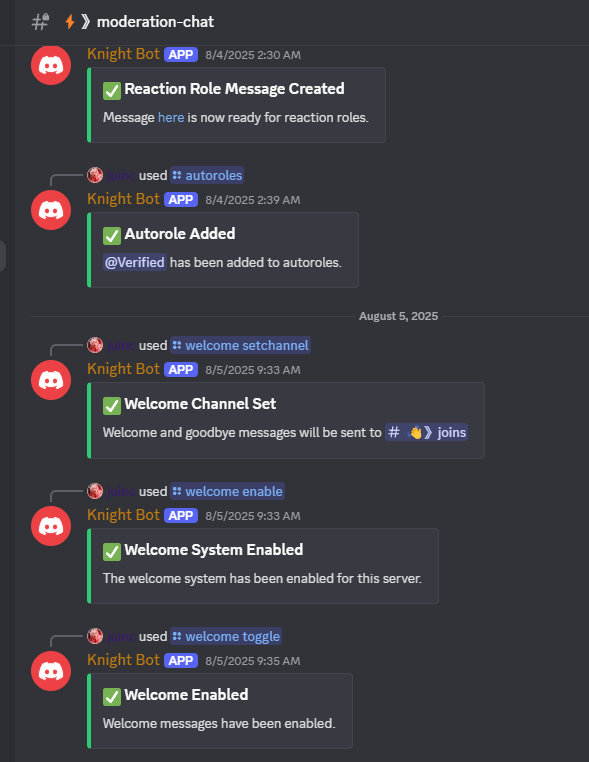 moderation-chat
Knight Bot APP 8/4/2025 2:30 AM
Reaction Role Message Created
Message here is now ready for reaction roles.
used autoroles
Knight Bot APP 8/4/2025 2:39 AM
Autorole Added
@Verified has been added to autoroles.
August 5, 2025
used welcome setchannel
Knight Bot APP 8/5/2025 9:33 AM
Welcome Channel Set
Welcome and goodbye messages will be sent to # 👋 》 joins
used welcome enable
Knight Bot APP 8/5/2025 9:33 AM
Welcome System Enabled
The welcome system has been enabled for this server.
used welcome toggle
Knight Bot APP 8/5/2025 9:35 AM
Welcome Enabled
Welcome messages have been enabled.